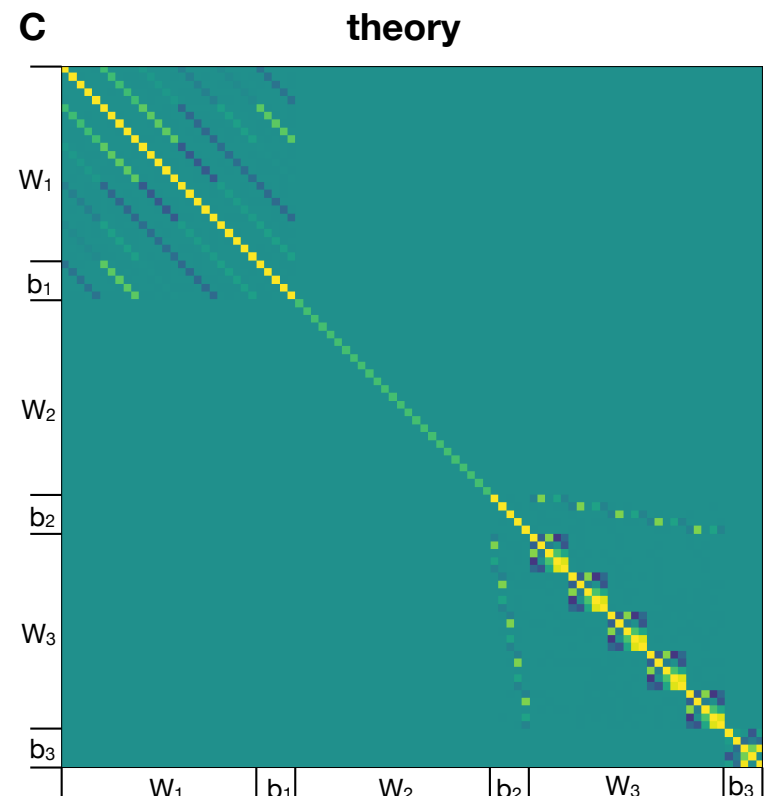 C theory
W₁
b₁
W₂
b₂
W₃
b₃
W₁ b₁ W₂ b₂ W₃ b₃